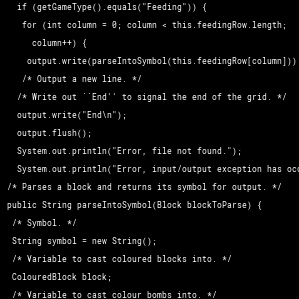 if (getGameType().equals("Feeding")) {
for (int column = 0; column < this.feedingRow.length;
column++) {
output.write(parseIntoSymbol(this.feedingRow[column]))
/* Output a new line. */
/* Write out ``End'' to signal the end of the grid. */
output.write("End\n");
output.flush();
System.out.println("Error, file not found.");
System.out.println("Error, input/output exception has
/* Parses a block and returns its symbol for output. */
public String parseIntoSymbol(Block blockToParse) {
/* Symbol. */
String symbol = new String();
/* Variable to cast coloured blocks into. */
ColouredBlock block;
/* Variable to cast colour bombs into. */